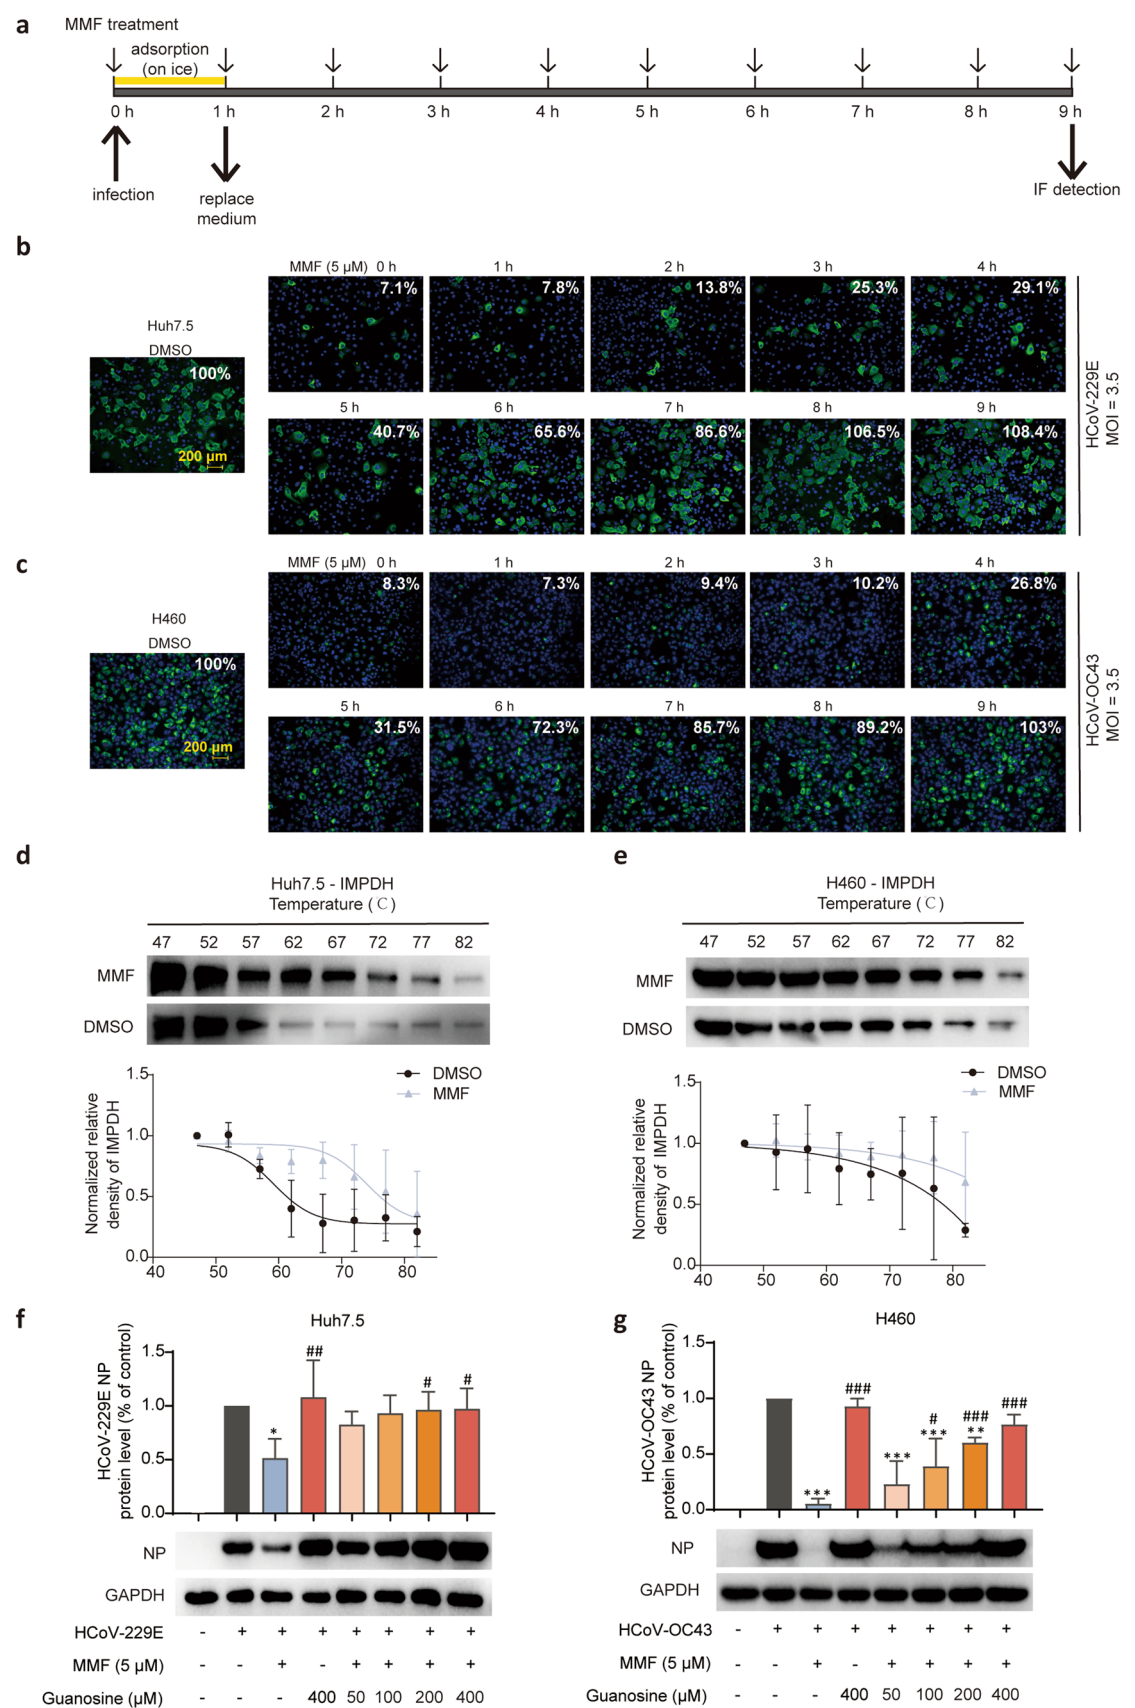 a
MMF treatment
adsorption
(on ice)
0 h 1 h 2 h 3 h 4 h 5 h 6 h 7 h 8 h 9 h
infection
replace
medium
IF detection
b
MMF (5 µM) 0 h 1 h 2 h 3 h 4 h
7.1% 7.8% 13.8% 25.3% 29.1%
Huh7.5
DMSO
100%
200 µm
5 h 6 h 7 h 8 h 9 h
40.7% 65.6% 86.6% 106.5% 108.4%
HCoV-229E
MOI = 3.5
c
MMF (5 µM) 0 h 1 h 2 h 3 h 4 h
8.3% 7.3% 9.4% 10.2% 26.8%
H460
DMSO
100%
200 µm
5 h 6 h 7 h 8 h 9 h
31.5% 72.3% 85.7% 89.2% 103%
HCoV-OC43
MOI = 3.5
d
Huh7.5 - IMPDH
Temperature ( C )
47 52 57 62 67 72 77 82
MMF
DMSO
DMSO
MMF
Normalized relative
density of IMPDH
1.5
1.0
0.5
0.0
40 50 60 70 80
e
H460 - IMPDH
Temperature ( C )
47 52 57 62 67 72 77 82
MMF
DMSO
DMSO
MMF
Normalized relative
density of IMPDH
1.5
1.0
0.5
0.0
40 50 60 70 80
f
Huh7.5
HCoV-229E NP
protein level (% of control)
1.5
1.0
0.5
0.0
* ## # #
NP
GAPDH
HCoV-229E - + + + + + + +
MMF (5 µM) - - + - + + + +
Guanosine (µM) - - - 400 50 100 200 400
g
H460
HCoV-OC43 NP
protein level (% of control)
1.5
1.0
0.5
0.0
### # ### ###
*** *** *** **
NP
GAPDH
HCoV-OC43 - + + + + + + +
MMF (5 µM) - - + - + + + +
Guanosine (µM) - - - 400 50 100 200 400